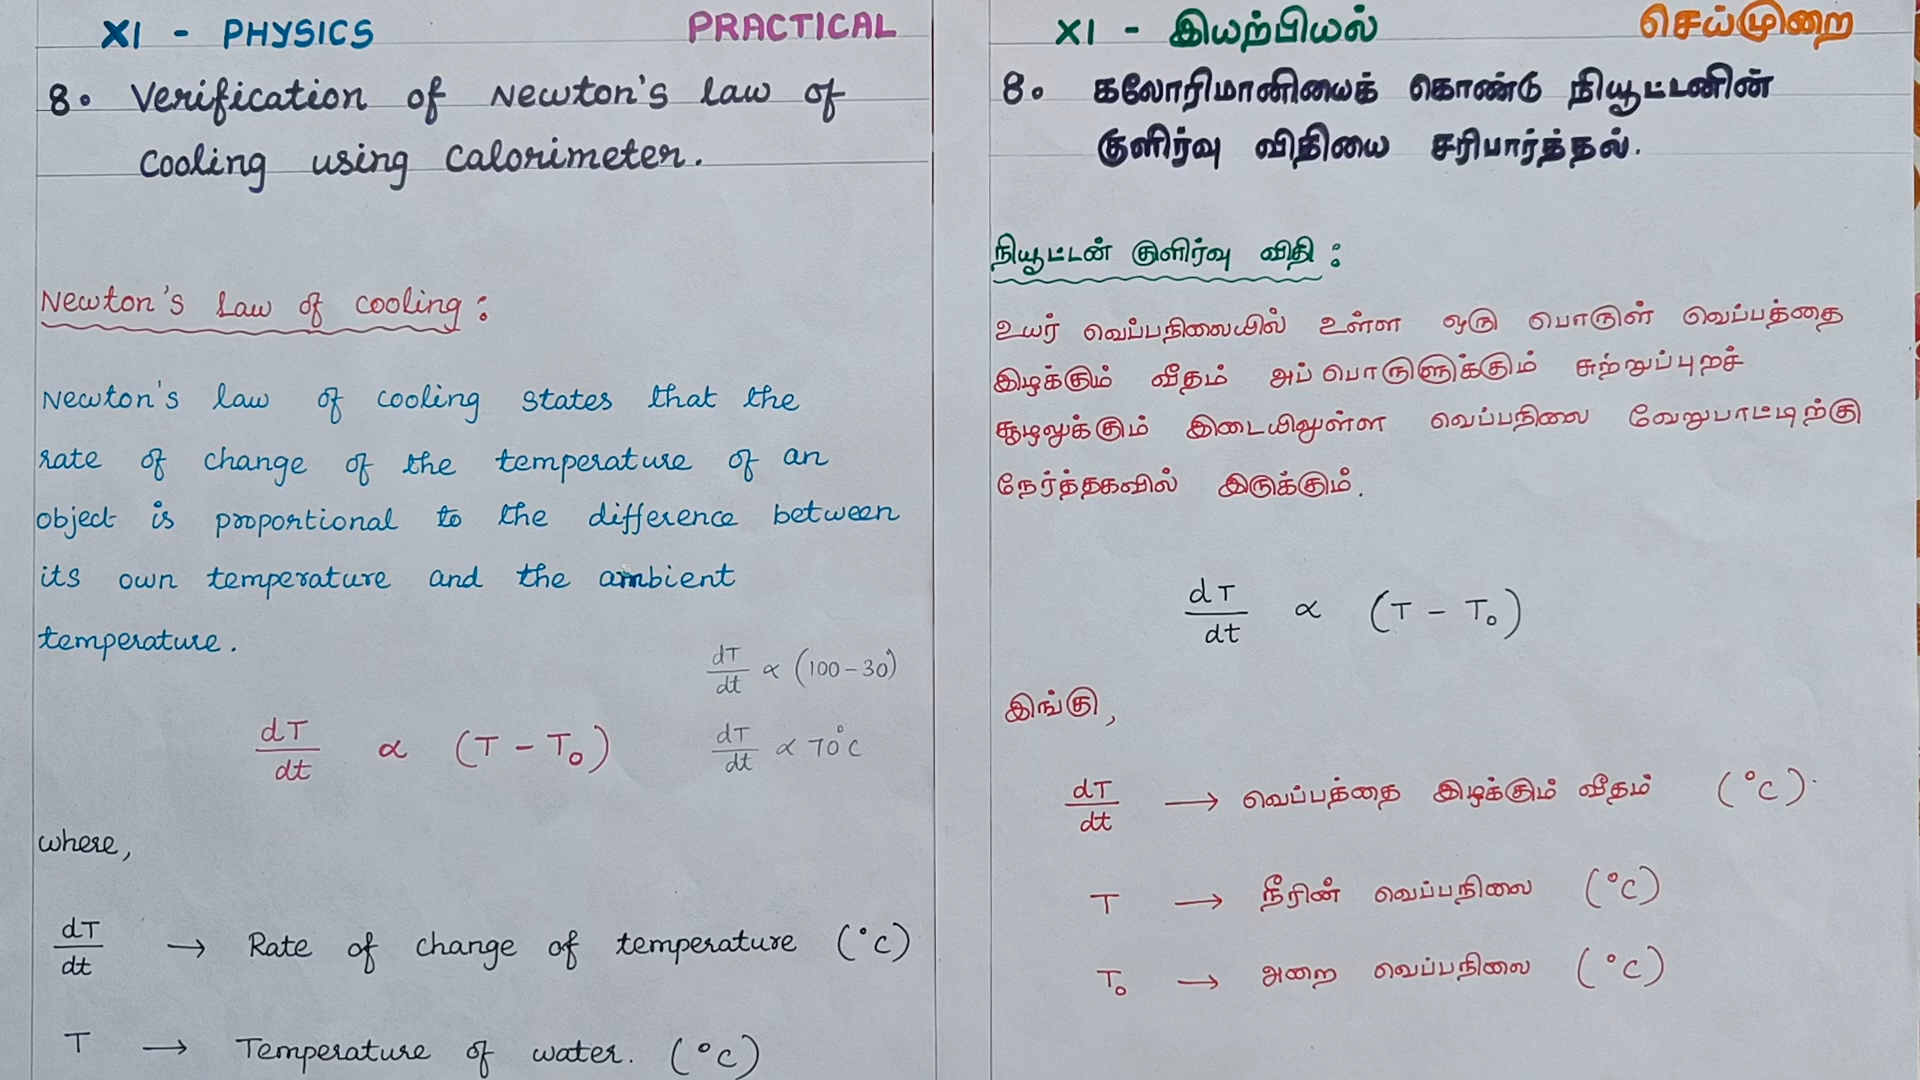 XI - PHYSICS PRACTICAL
8. Verification of Newton's law of
cooling using calorimeter.
Newton's Law of cooling :
Newton's law of cooling states that the
rate of change of the temperature of an
object is proportional to the difference between
its own temperature and the ambient
temperature.
dT/dt ∝ (100-30)
dT/dt ∝ (T - T₀) dT/dt ∝ 70°C
where,
dT/dt → Rate of change of temperature (°C)
T → Temperature of water. (°C)
XI - இயற்பியல் செய்முறை
8. கலோரிமானியைக் கொண்டு நியூட்டனின்
குளிர்வு விதியை சரிபார்த்தல்.
நியூட்டன் குளிர்வு விதி :
உயர் வெப்பநிலையில் உள்ள ஒரு பொருள் வெப்பத்தை
இழக்கும் வீதம் அப்பொருளுக்கும் சுற்றுப்புறச்
சூழலுக்கும் இடையிலுள்ள வெப்பநிலை வேறுபாட்டிற்கு
நேர்த்தகவில் இருக்கும்.
dT/dt ∝ (T - T₀)
இங்கு,
dT/dt → வெப்பத்தை இழக்கும் வீதம் (°C).
T → நீரின் வெப்பநிலை (°C)
T₀ → அறை வெப்பநிலை (°C)